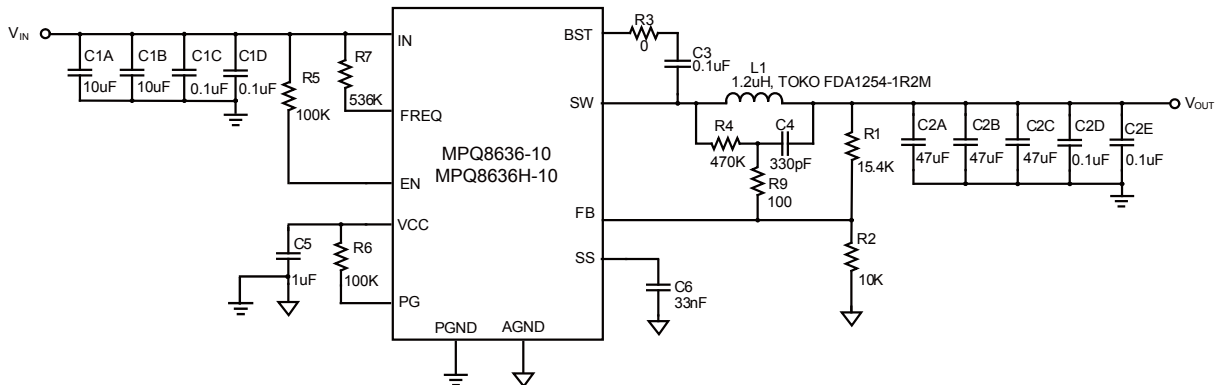 V_IN
C1A
10uF
C1B
10uF
C1C
0.1uF
C1D
0.1uF
R5
100K
R7
536K
IN
FREQ
EN
VCC
PG
PGND
AGND
BST
SW
FB
SS
MPQ8636-10
MPQ8636H-10
C5
1uF
R6
100K
R3
0
C3
0.1uF
L1
1.2uH, TOKO FDA1254-1R2M
R4
470K
C4
330pF
R9
100
R1
15.4K
R2
10K
C6
33nF
C2A
47uF
C2B
47uF
C2C
47uF
C2D
0.1uF
C2E
0.1uF
V_OUT